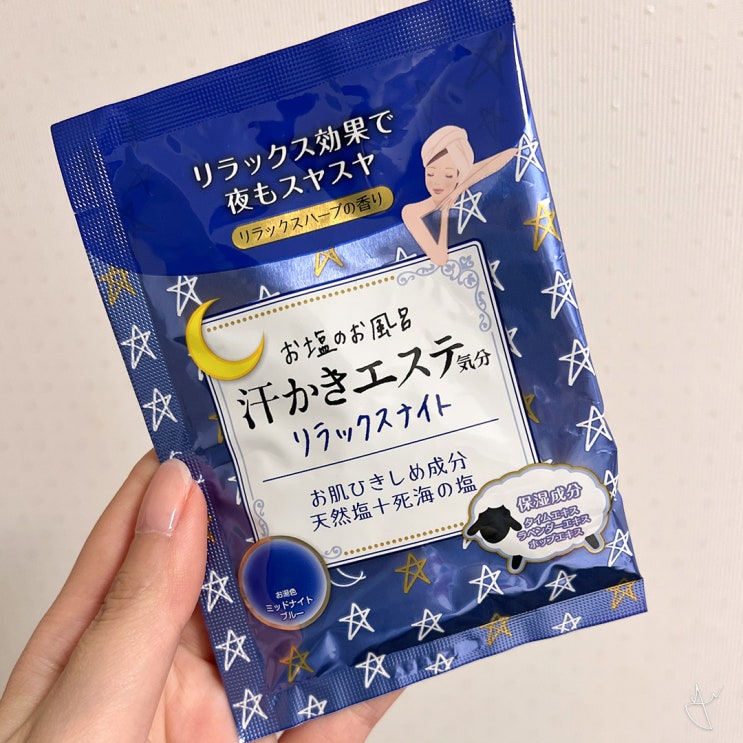 リラックス効果で
夜もスヤスヤ
リラックスハーブの香り
お塩のお風呂
汗かきエステ気分
リラックスナイト
お肌ひきしめ成分
天然塩+死海の塩
保湿成分
タイムエキス
ラベンダーエキス
ホップエキス
お湯色
ミッドナイト
ブルー